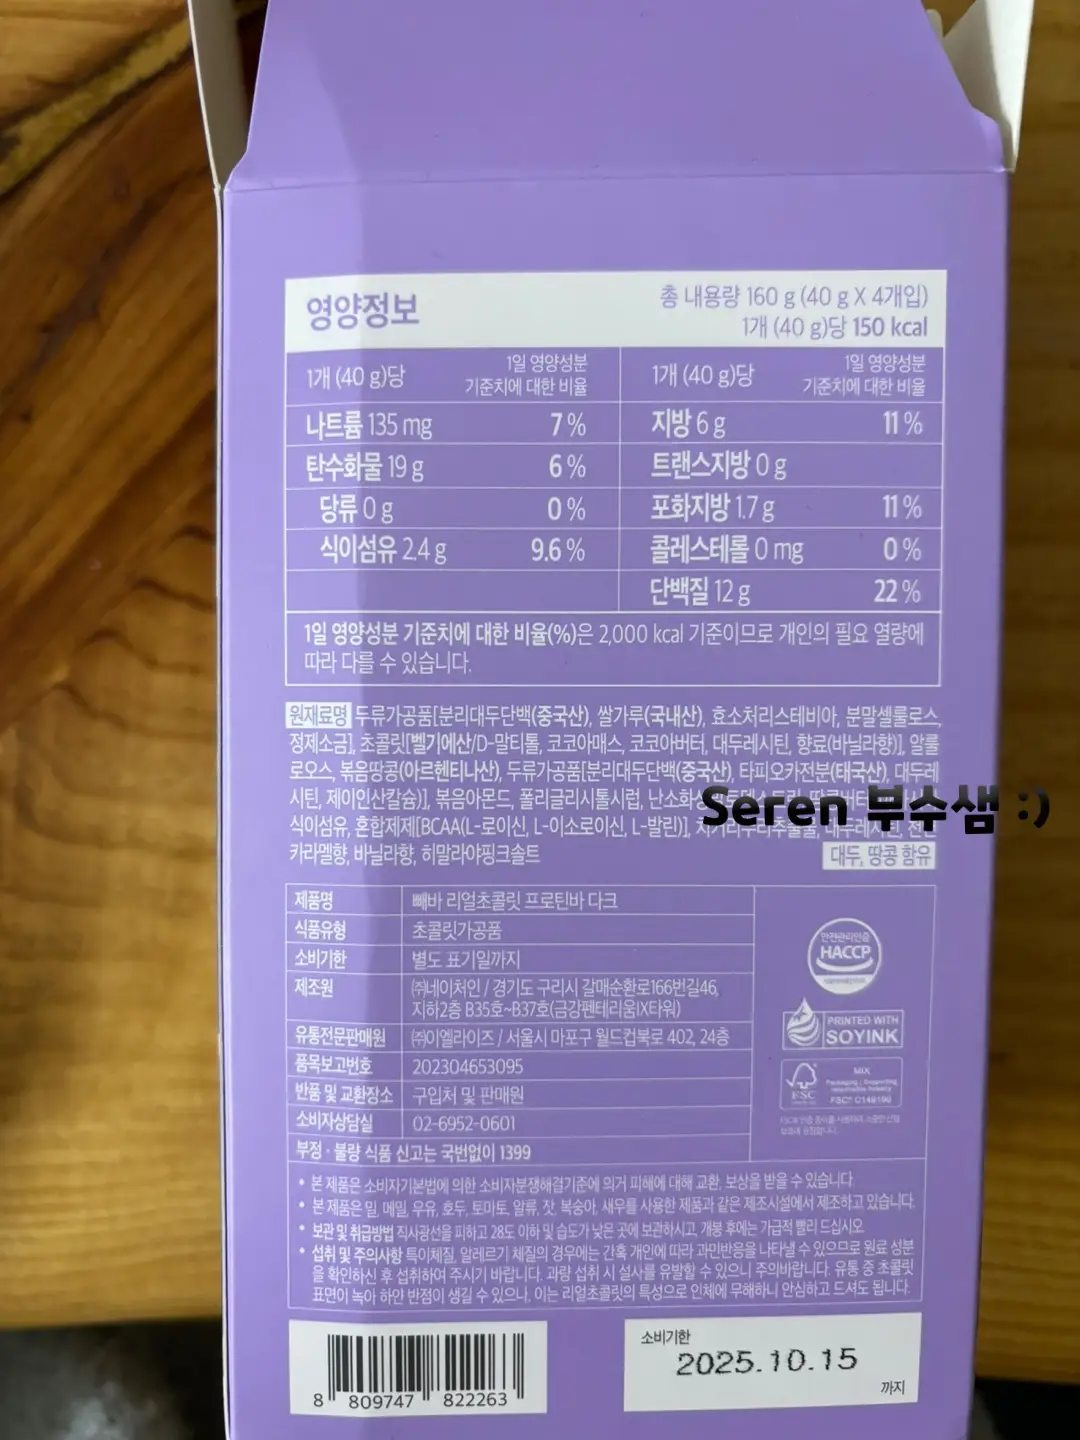 영양정보
총 내용량 160 g (40 g X 4개입)
1개 (40 g)당 150 kcal
1개 (40 g)당 1일 영양성분 기준치에 대한 비율
나트륨 135 mg 7 %
탄수화물 19 g 6 %
당류 0 g 0 %
식이섬유 2.4 g 9.6 %
1개 (40 g)당 1일 영양성분 기준치에 대한 비율
지방 6 g 11 %
트랜스지방 0 g
포화지방 1.7 g 11 %
콜레스테롤 0 mg 0 %
단백질 12 g 22 %
1일 영양성분 기준치에 대한 비율(%)은 2,000 kcal 기준이므로 개인의 필요 열량에
따라 다를 수 있습니다.
원재료명 두류가공품[분리대두단백(중국산), 쌀가루(국내산), 효소처리스테비아, 분말셀룰로스,
정제소금], 초콜릿[벨기에산/D-말티톨, 코코아매스, 코코아버터, 대두레시틴, 향료(바닐라향)], 알룰
로오스, 볶음땅콩(아르헨티나산), 두류가공품[분리대두단백(중국산), 타피오카전분(태국산), 대두레
시틴, 제이인산칼슘)], 볶음아몬드, 폴리글리시톨시럽, 난소화성
Seren 부수샘 :)
식이섬유, 혼합제제[BCAA(L-로이신, L-이소로이신, L-발린)],
카라멜향, 바닐라향, 히말라야핑크솔트
대두, 땅콩 함유
제품명 빼바 리얼초콜릿 프로틴바 다크
식품유형 초콜릿가공품
소비기한 별도 표기일까지
제조원 ㈜네이처인 / 경기도 구리시 갈매순환로166번길46,
지하2층 B35호~B37호(금강펜테리움IX타워)
유통전문판매원 ㈜이엘라이즈 / 서울시 마포구 월드컵북로 402, 24층
품목보고번호 202304653095
반품 및 교환장소 구입처 및 판매원
소비자상담실 02-6952-0601
부정 · 불량 식품 신고는 국번없이 1399
안전관리인증
HACCP
PRINTED WITH
SOYINK
FSC
MIX
FSC® C149190
• 본 제품은 소비자기본법에 의한 소비자분쟁해결기준에 의거 피해에 대해 교환, 보상을 받을 수 있습니다.
• 본 제품은 밀, 메밀, 우유, 호두, 토마토, 알류, 잣, 복숭아, 새우를 사용한 제품과 같은 제조시설에서 제조하고 있습니다.
• 보관 및 취급방법 직사광선을 피하고 28도 이하 및 습도가 낮은 곳에 보관하시고, 개봉 후에는 가급적 빨리 드십시오.
• 섭취 및 주의사항 특이체질, 알레르기 체질의 경우에는 간혹 개인에 따라 과민반응을 나타낼 수 있으므로 원료 성분
을 확인하신 후 섭취하여 주시기 바랍니다. 과량 섭취 시 설사를 유발할 수 있으니 주의바랍니다. 유통 중 초콜릿
표면이 녹아 하얀 반점이 생길 수 있으나, 이는 리얼초콜릿의 특성으로 인체에 무해하니 안심하고 드셔도 됩니다.
8 809747 822263
소비기한
2025.10.15
까지